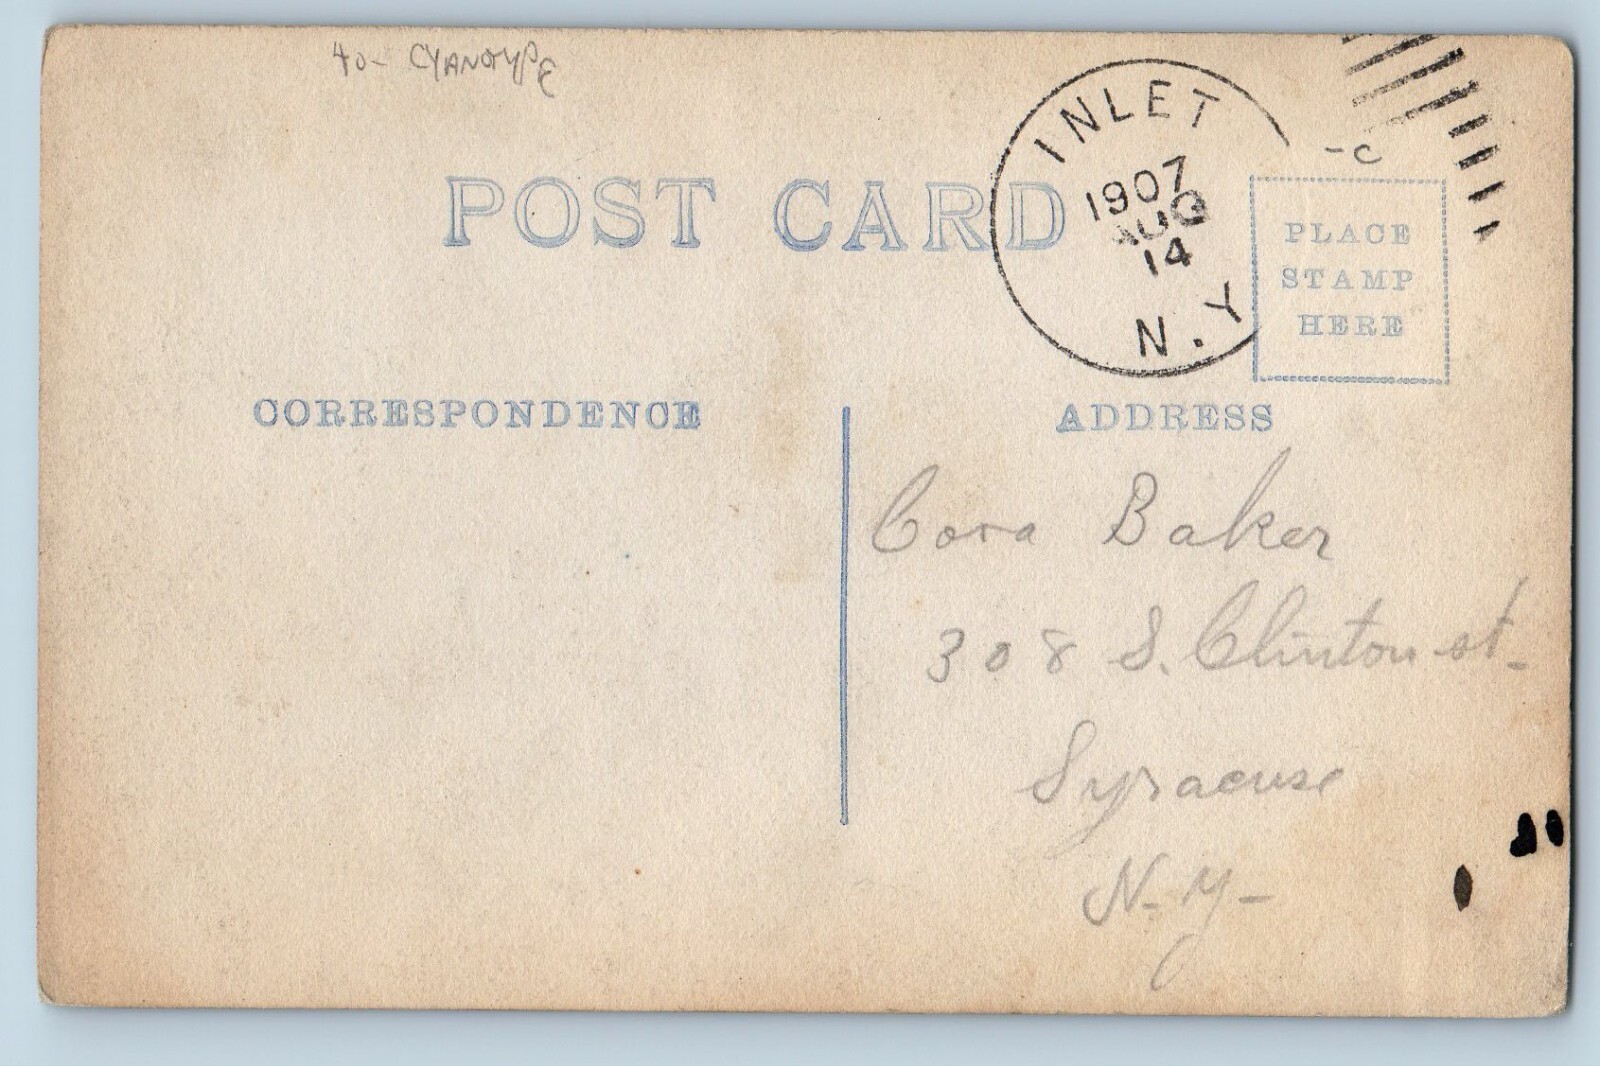 40- CYANOTYPE
INLET
1907
AUG
14
N.Y
-C
POST CARD
PLACE
STAMP
HERE
CORRESPONDENCE
ADDRESS
Cora Baker
308 S. Clinton st.
Syracuse
N.Y.